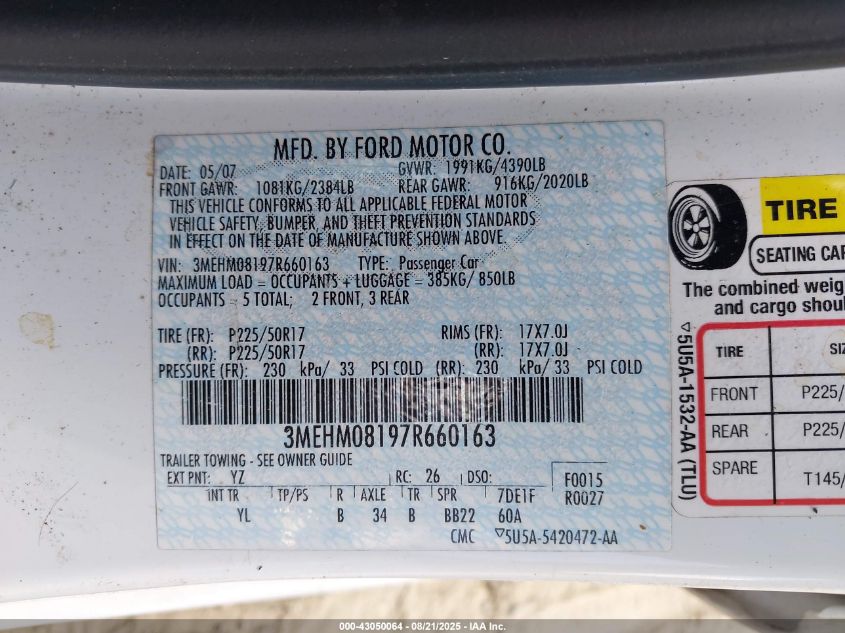 MFD. BY FORD MOTOR CO.
DATE: 05/07 GVWR: 1991KG/4390LB
FRONT GAWR: 1081KG/2384LB REAR GAWR: 916KG/2020LB
THIS VEHICLE CONFORMS TO ALL APPLICABLE FEDERAL MOTOR
VEHICLE SAFETY, BUMPER, AND THEFT PREVENTION STANDARDS
IN EFFECT ON THE DATE OF MANUFACTURE SHOWN ABOVE.
VIN: 3MEHM08197R660163 TYPE: Passenger Car
MAXIMUM LOAD = OCCUPANTS + LUGGAGE = 385KG/ 850LB
OCCUPANTS = 5 TOTAL; 2 FRONT, 3 REAR
TIRE (FR): P225/50R17 RIMS (FR): 17X7.0J
(RR): P225/50R17 (RR): 17X7.0J
PRESSURE (FR): 230 kPa/ 33 PSI COLD (RR): 230 kPa/ 33 PSI COLD
3MEHM08197R660163
TRAILER TOWING - SEE OWNER GUIDE
EXT PNT: YZ RC: 26 DSO: F0015
INT TR TP/PS R AXLE TR SPR 7DE1F R0027
YL B 34 B BB22 60A
CMC ▽5U5A-5420472-AA
TIRE
SEATING CAP
The combined weig
and cargo shoul
TIRE SIZ
FRONT P225/
REAR P225/
SPARE T145/
▽5U5A-1532-AA (TLU)
000-43050064 - 08/21/2025 - IAA Inc.